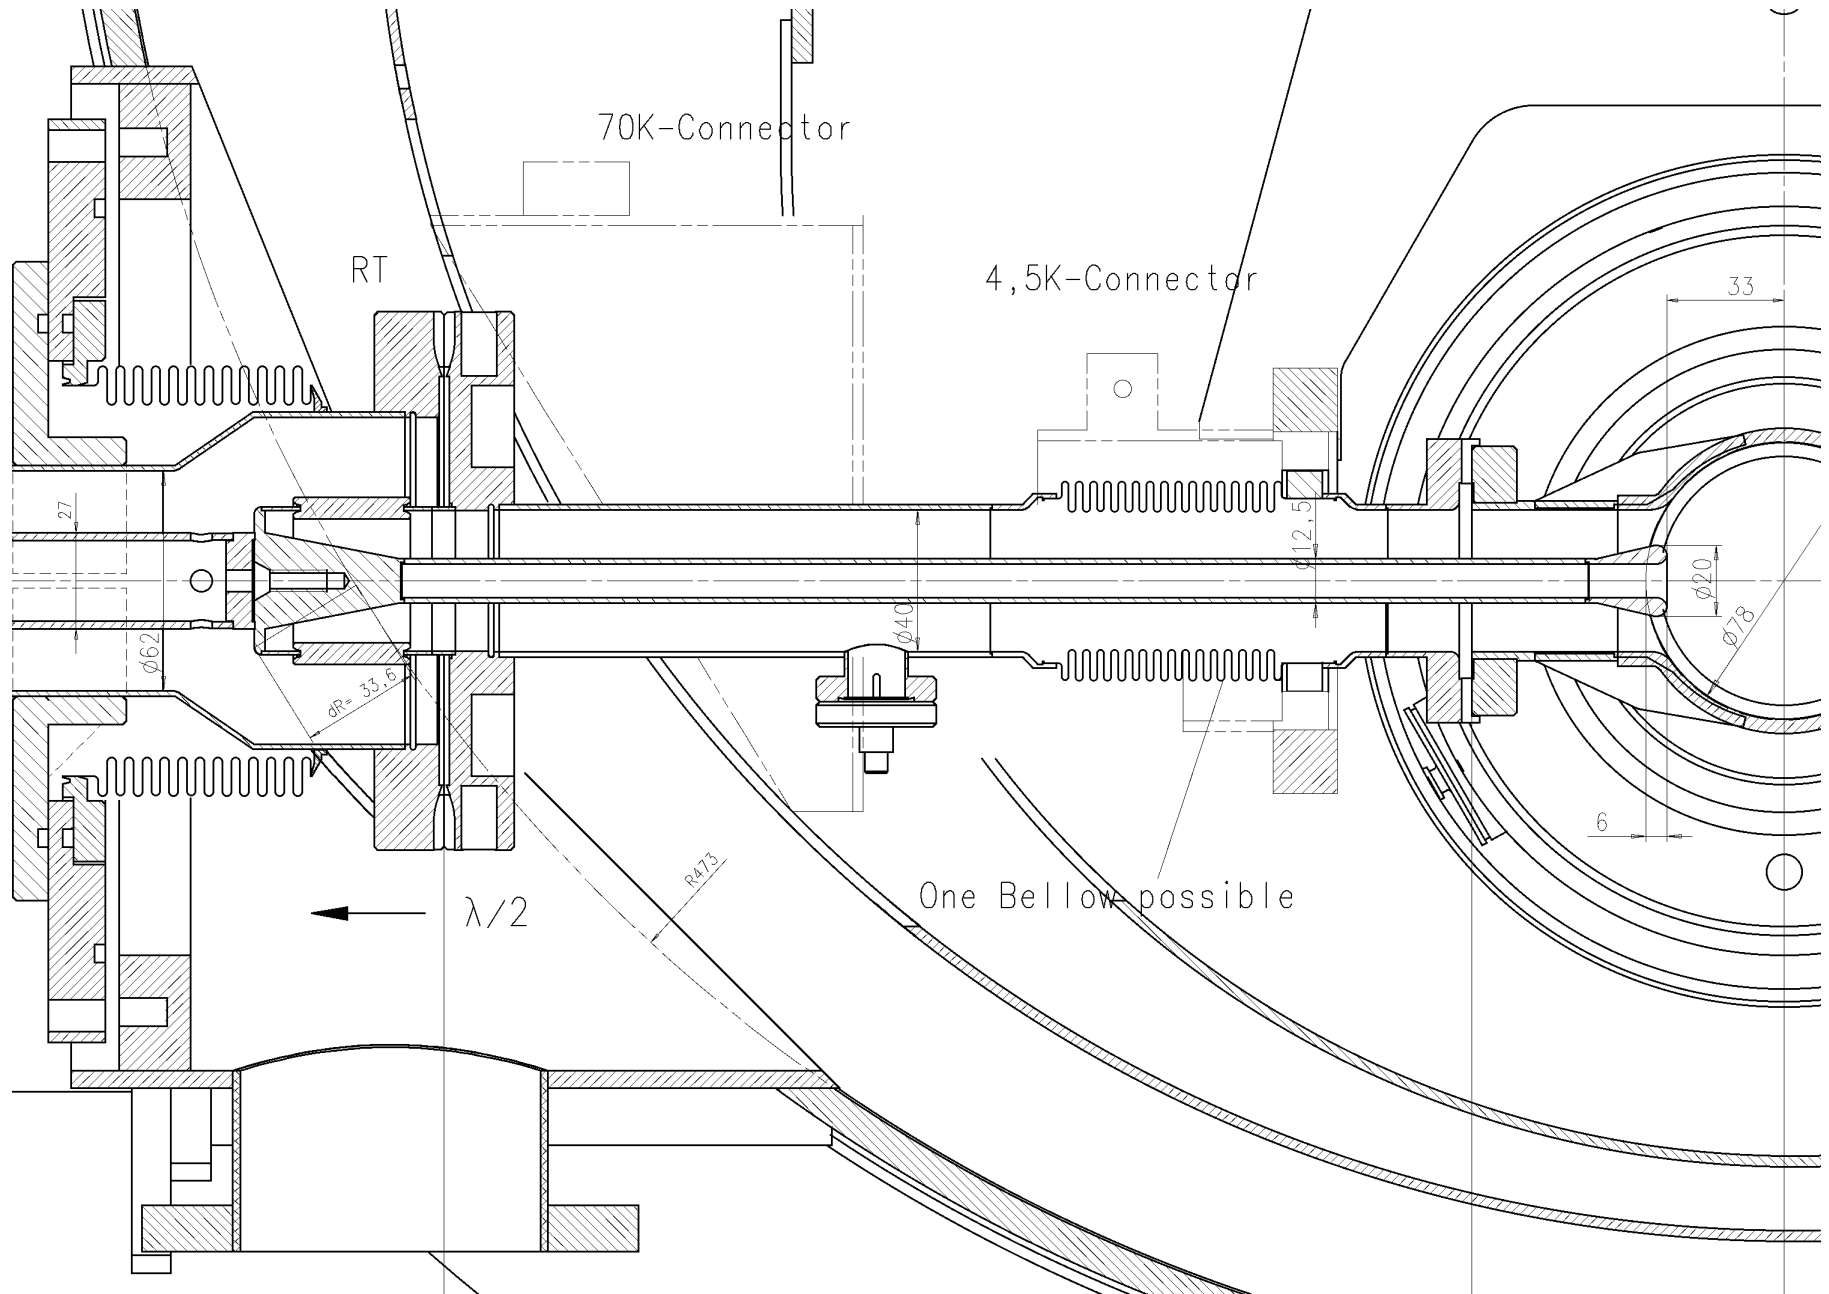 70K-Connector
RT
4,5K-Connector
33
27
ø12,5
ø62
ø40
ø20
ø78
dR= 33,6
6
R473
One Bellow possible
λ/2